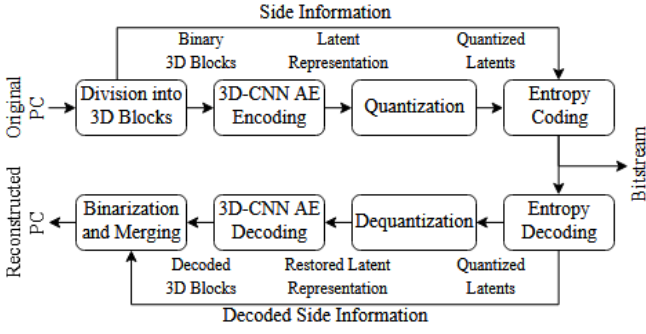 Side Information
Binary
3D Blocks
Latent
Representation
Quantized
Latents
Original
PC
Division into
3D Blocks
3D-CNN AE
Encoding
Quantization
Entropy
Coding
Bitstream
Reconstructed
PC
Binarization
and Merging
3D-CNN AE
Decoding
Dequantization
Entropy
Decoding
Decoded
3D Blocks
Restored Latent
Representation
Quantized
Latents
Decoded Side Information